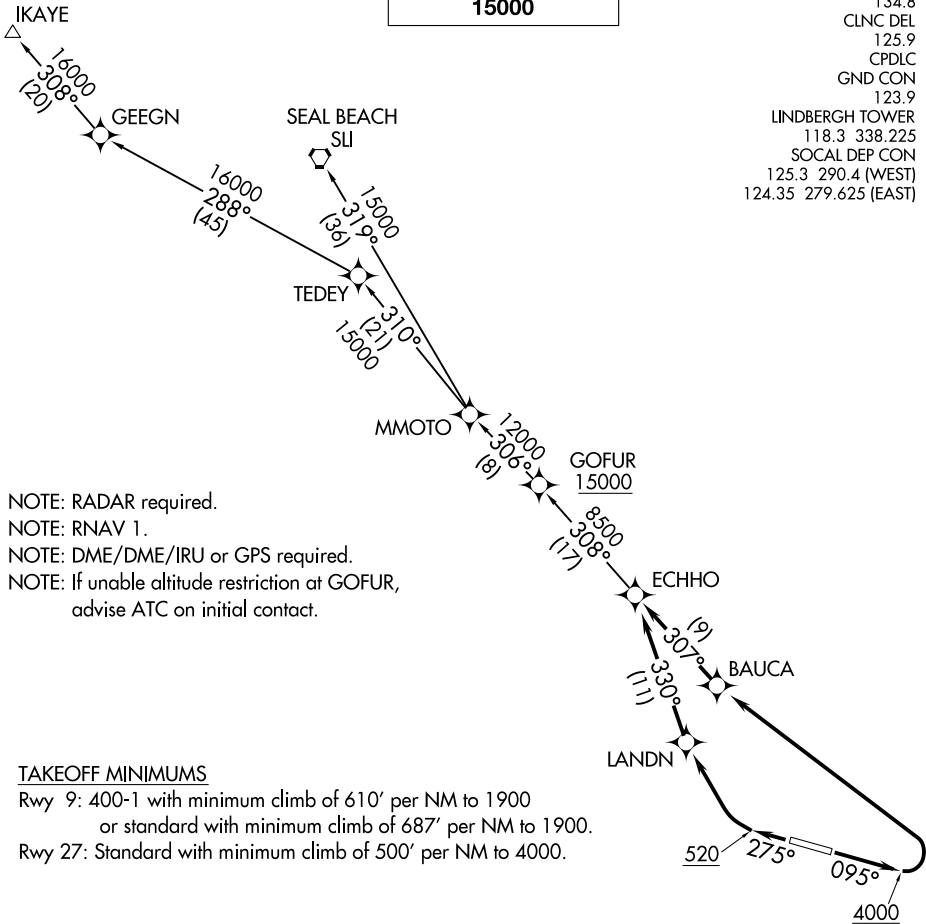 15000
134.8
CLNC DEL
125.9
CPDLC
GND CON
123.9
LINDBERGH TOWER
118.3 338.225
SOCAL DEP CON
125.3 290.4 (WEST)
124.35 279.625 (EAST)
IKAYE
16000
308°
(20)
GEEGN
SEAL BEACH
SLI
16000
288°
(45)
15000
319°
(36)
TEDEY
310°
(21)
15000
MMOTO
12000
306°
(8)
GOFUR
15000
8500
308°
(17)
ECHHO
(9)
307°
330°
(11)
BAUCA
LANDN
520
275°
095°
4000
NOTE: RADAR required.
NOTE: RNAV 1.
NOTE: DME/DME/IRU or GPS required.
NOTE: If unable altitude restriction at GOFUR,
advise ATC on initial contact.
TAKEOFF MINIMUMS
Rwy 9: 400-1 with minimum climb of 610' per NM to 1900
or standard with minimum climb of 687' per NM to 1900.
Rwy 27: Standard with minimum climb of 500' per NM to 4000.